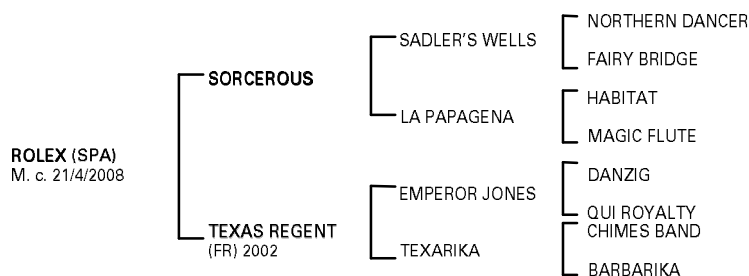 ROLEX (SPA)
M. c. 21/4/2008
SORCEROUS
TEXAS REGENT
(FR) 2002
SADLER'S WELLS
LA PAPAGENA
EMPEROR JONES
TEXARIKA
NORTHERN DANCER
FAIRY BRIDGE
HABITAT
MAGIC FLUTE
DANZIG
QUI ROYALTY
CHIMES BAND
BARBARIKA